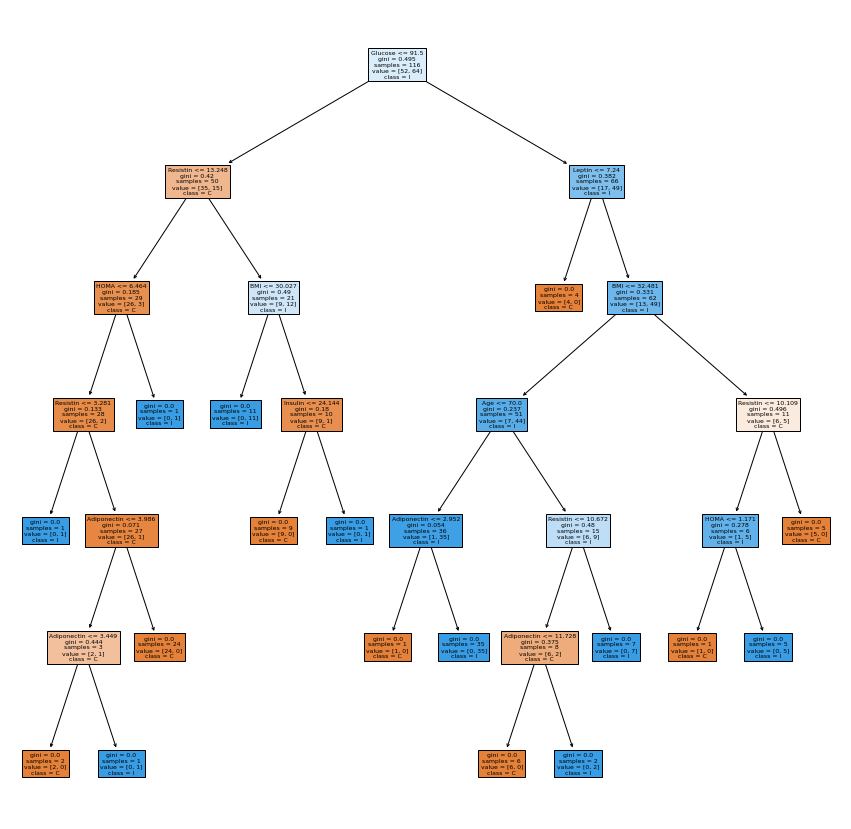 Glucose <= 91.5
gini = 0.495
samples = 116
value = [52, 64]
class = I
Resistin <= 13.248
gini = 0.42
samples = 50
value = [35, 15]
class = C
Leptin <= 7.24
gini = 0.382
samples = 66
value = [17, 49]
class = I
HOMA <= 6.464
gini = 0.185
samples = 29
value = [26, 3]
class = C
BMI <= 30.027
gini = 0.49
samples = 21
value = [9, 12]
class = I
gini = 0.0
samples = 4
value = [4, 0]
class = C
BMI <= 32.481
gini = 0.331
samples = 62
value = [13, 49]
class = I
Resistin <= 3.281
gini = 0.133
samples = 28
value = [26, 2]
class = C
gini = 0.0
samples = 1
value = [0, 1]
class = I
gini = 0.0
samples = 11
value = [0, 11]
class = I
Insulin <= 24.144
gini = 0.18
samples = 10
value = [9, 1]
class = C
Age <= 70.0
gini = 0.237
samples = 51
value = [7, 44]
class = I
Resistin <= 10.109
gini = 0.496
samples = 11
value = [6, 5]
class = C
gini = 0.0
samples = 1
value = [0, 1]
class = I
Adiponectin <= 3.986
gini = 0.071
samples = 27
value = [26, 1]
class = C
gini = 0.0
samples = 9
value = [9, 0]
class = C
gini = 0.0
samples = 1
value = [0, 1]
class = I
Adiponectin <= 2.952
gini = 0.054
samples = 36
value = [1, 35]
class = I
Resistin <= 10.672
gini = 0.48
samples = 15
value = [6, 9]
class = I
HOMA <= 1.171
gini = 0.278
samples = 6
value = [1, 5]
class = I
gini = 0.0
samples = 5
value = [5, 0]
class = C
Adiponectin <= 3.449
gini = 0.444
samples = 3
value = [2, 1]
class = C
gini = 0.0
samples = 24
value = [24, 0]
class = C
gini = 0.0
samples = 1
value = [1, 0]
class = C
gini = 0.0
samples = 35
value = [0, 35]
class = I
Adiponectin <= 11.728
gini = 0.375
samples = 8
value = [6, 2]
class = C
gini = 0.0
samples = 7
value = [0, 7]
class = I
gini = 0.0
samples = 1
value = [1, 0]
class = C
gini = 0.0
samples = 5
value = [0, 5]
class = I
gini = 0.0
samples = 2
value = [2, 0]
class = C
gini = 0.0
samples = 1
value = [0, 1]
class = I
gini = 0.0
samples = 6
value = [6, 0]
class = C
gini = 0.0
samples = 2
value = [0, 2]
class = I